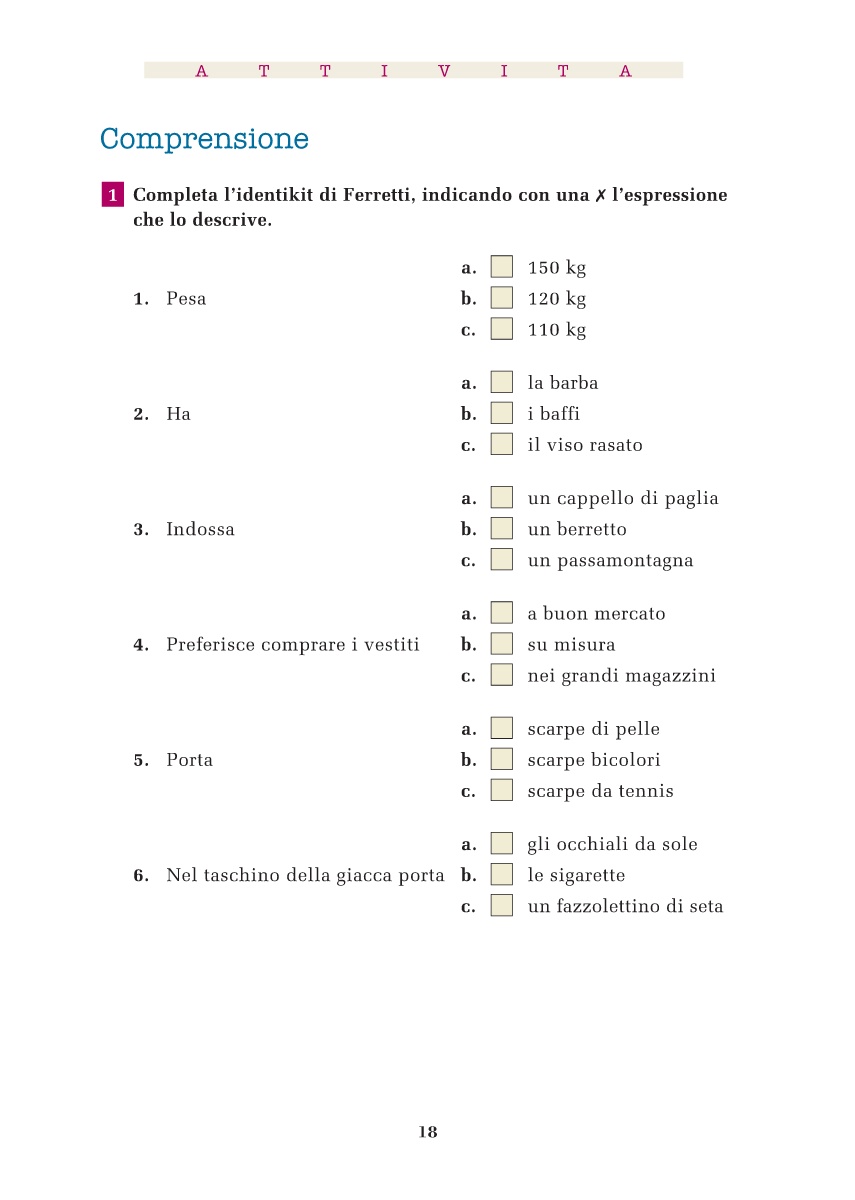 A T T I V I T A
Comprensione
1 Completa l'identikit di Ferretti, indicando con una ✗ l'espressione
che lo descrive.
a. 150 kg
1. Pesa b. 120 kg
c. 110 kg
a. la barba
2. Ha b. i baffi
c. il viso rasato
a. un cappello di paglia
3. Indossa b. un berretto
c. un passamontagna
a. a buon mercato
4. Preferisce comprare i vestiti b. su misura
c. nei grandi magazzini
a. scarpe di pelle
5. Porta b. scarpe bicolori
c. scarpe da tennis
a. gli occhiali da sole
6. Nel taschino della giacca porta b. le sigarette
c. un fazzolettino di seta
18